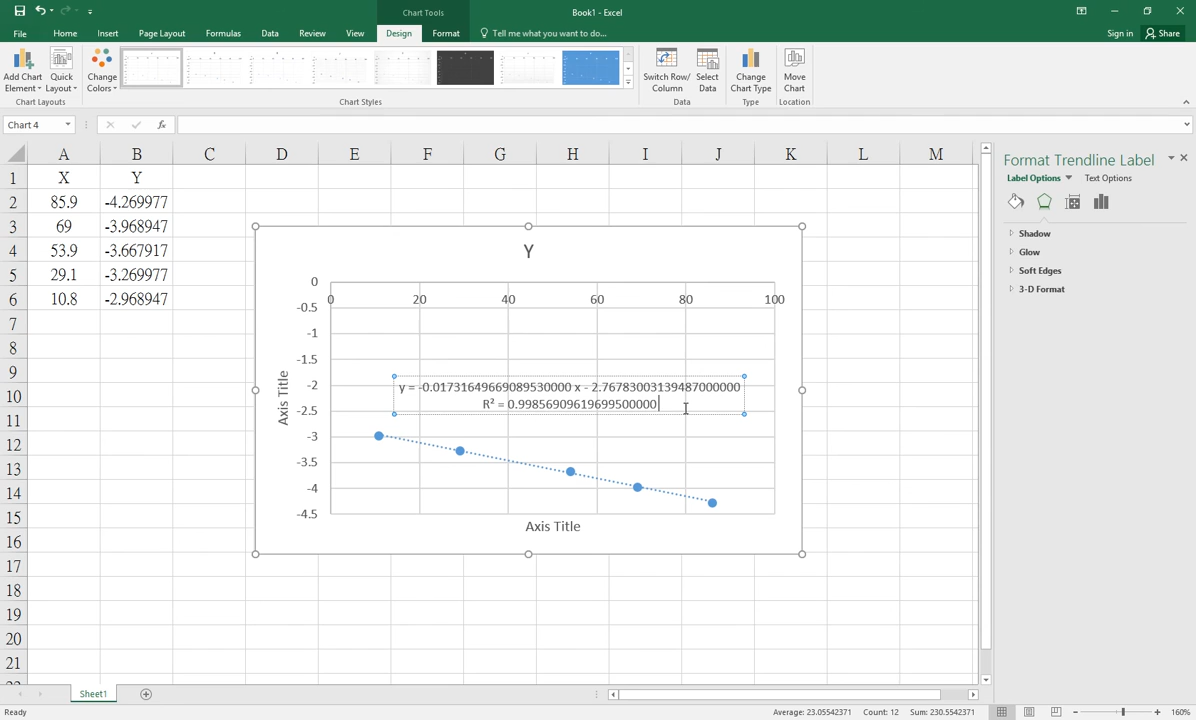 Chart Tools
Book1 - Excel
File Home Insert Page Layout Formulas Data Review View Design Format Tell me what you want to do... Sign in Share
Add Chart Element Quick Layout Change Colors Switch Row/ Column Select Data Change Chart Type Move Chart
Chart Layouts Chart Styles Data Type Location
Chart 4 fx
A B C D E F G H I J K L M
1 X Y
2 85.9 -4.269977
3 69 -3.968947
4 53.9 -3.667917
5 29.1 -3.269977
6 10.8 -2.968947
7
8
9
10
11
12
13
14
15
16
17
18
19
20
21
Y
0
0 20 40 60 80 100
-0.5
-1
-1.5
-2
-2.5
-3
-3.5
-4
-4.5
Axis Title
y = -0.01731649669089530000 x - 2.76783003139487000000
R² = 0.99856909619699500000
Axis Title
Format Trendline Label
Label Options Text Options
Shadow
Glow
Soft Edges
3-D Format
Sheet1
Ready Average: 23.05542371 Count: 12 Sum: 230.5542371 160%